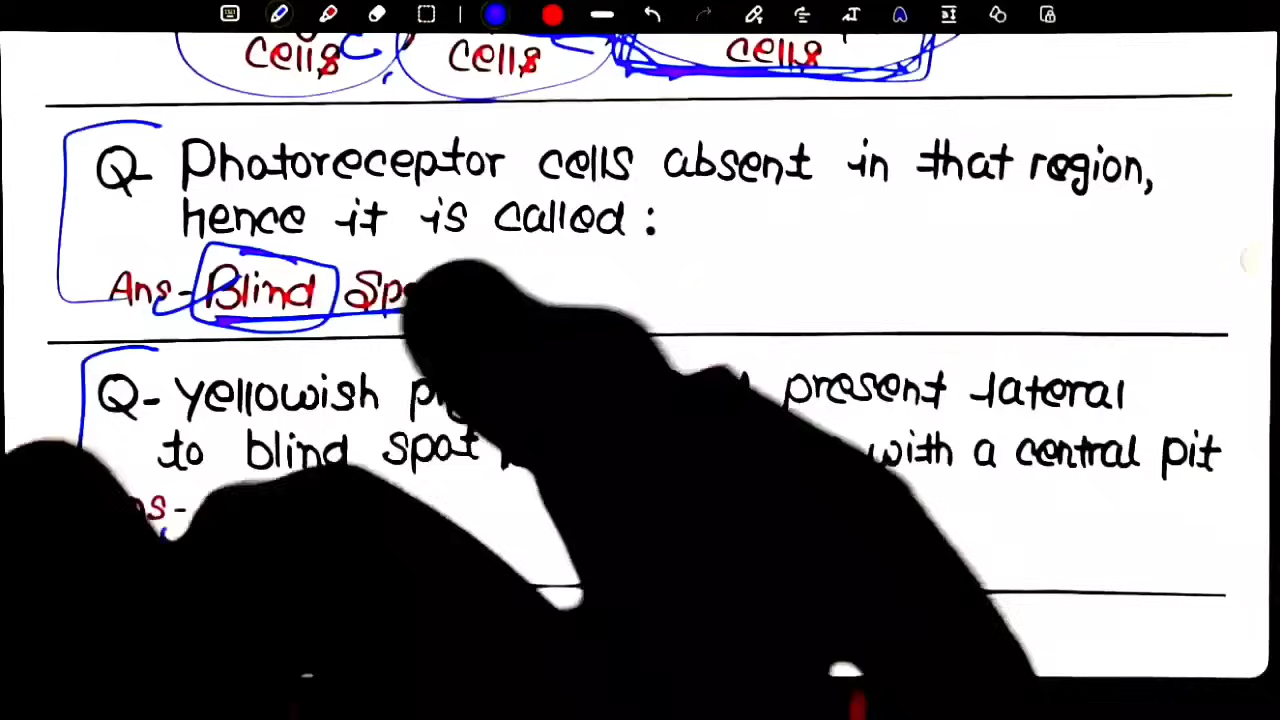 cells cells cells
Q- Photoreceptor cells absent in that region,
hence it is called :
Ans- Blind
Q- Yellowish present lateral
to blind spot with a central pit